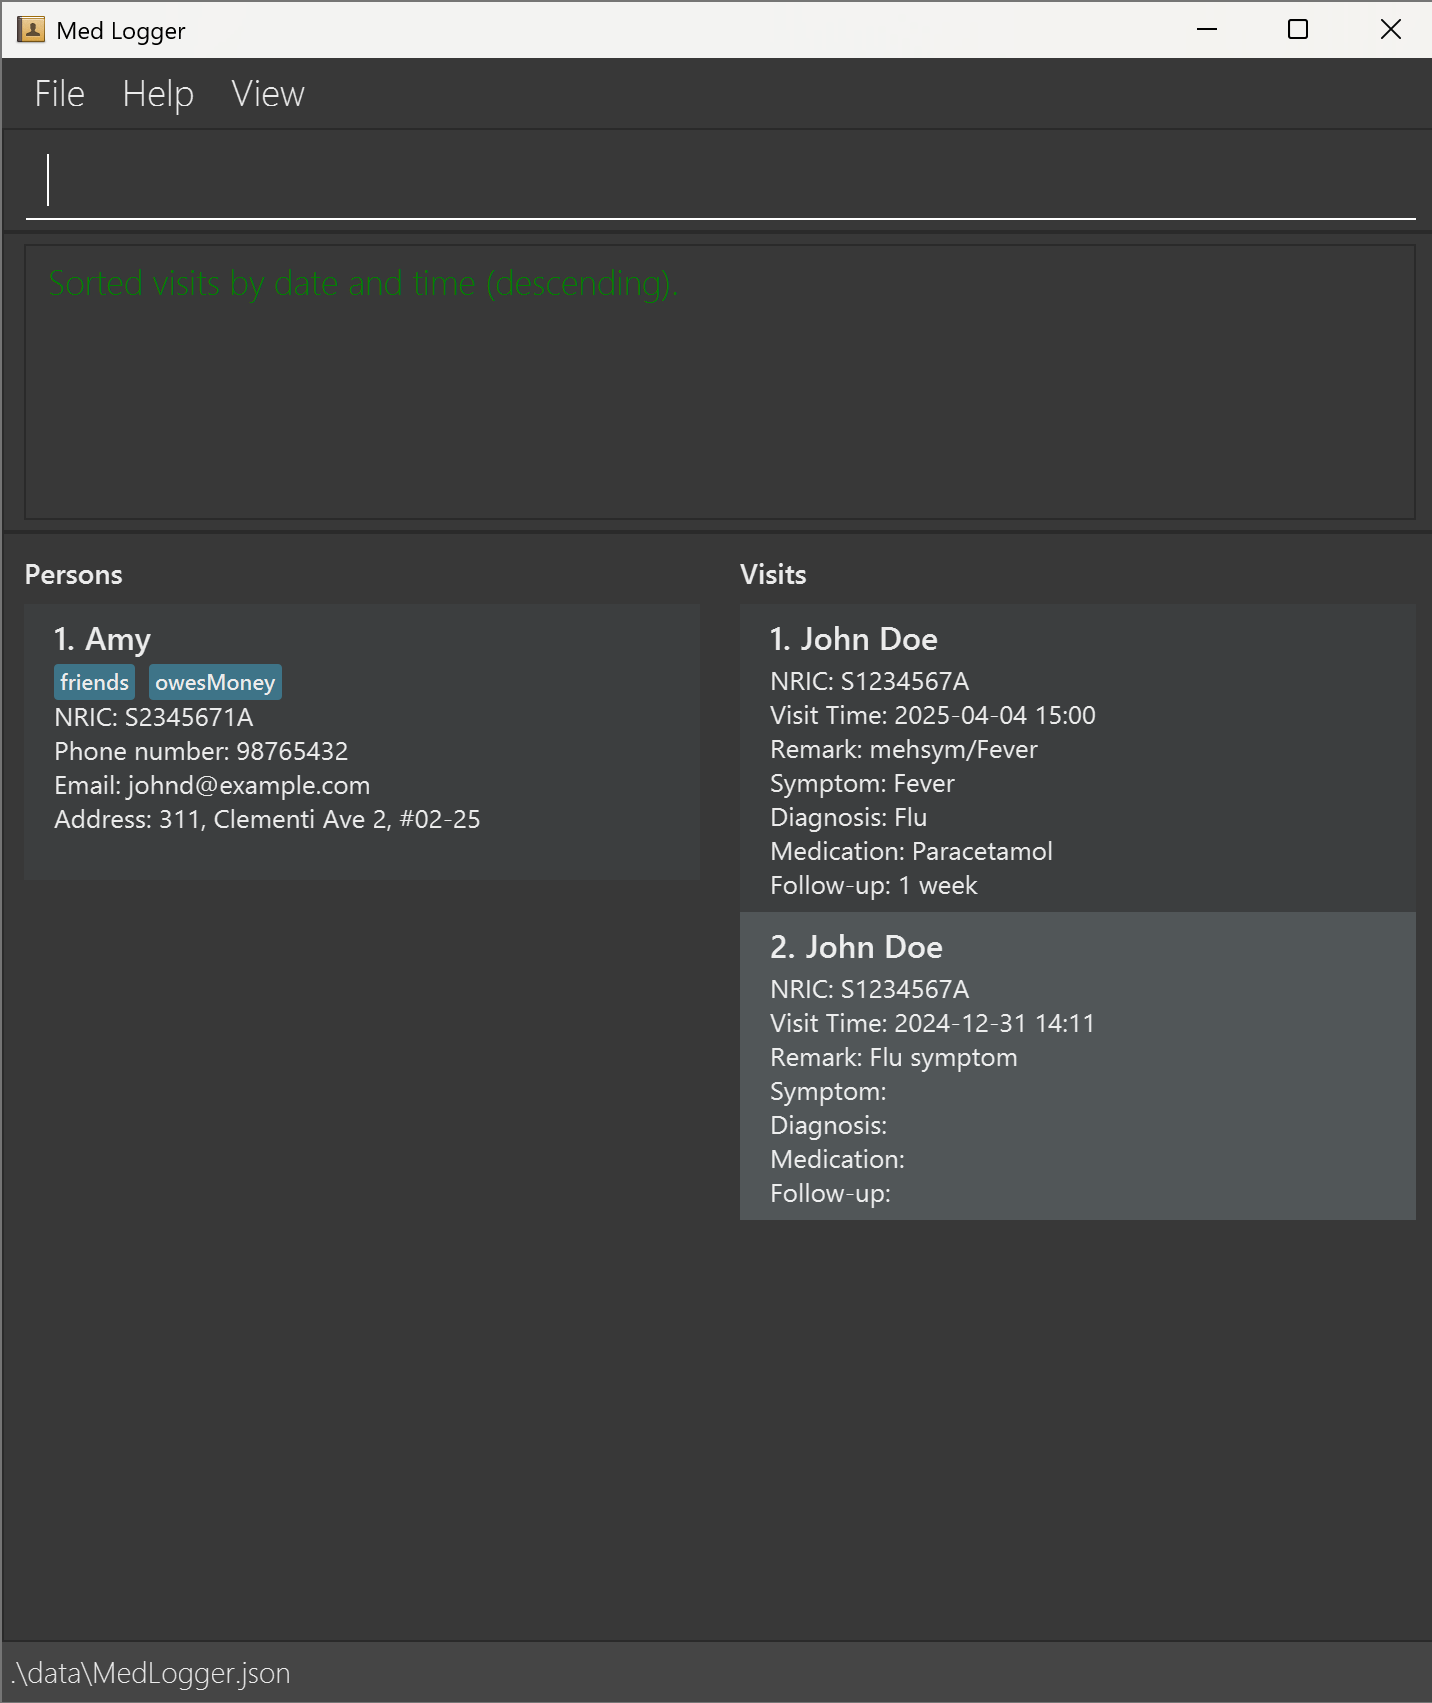 Med Logger
File Help View
Sorted visits by date and time (descending).
Persons
1. Amy
friends owesMoney
NRIC: S2345671A
Phone number: 98765432
Email: johnd@example.com
Address: 311, Clementi Ave 2, #02-25
Visits
1. John Doe
NRIC: S1234567A
Visit Time: 2025-04-04 15:00
Remark: mehsym/Fever
Symptom: Fever
Diagnosis: Flu
Medication: Paracetamol
Follow-up: 1 week
2. John Doe
NRIC: S1234567A
Visit Time: 2024-12-31 14:11
Remark: Flu symptom
Symptom:
Diagnosis:
Medication:
Follow-up:
.\data\MedLogger.json